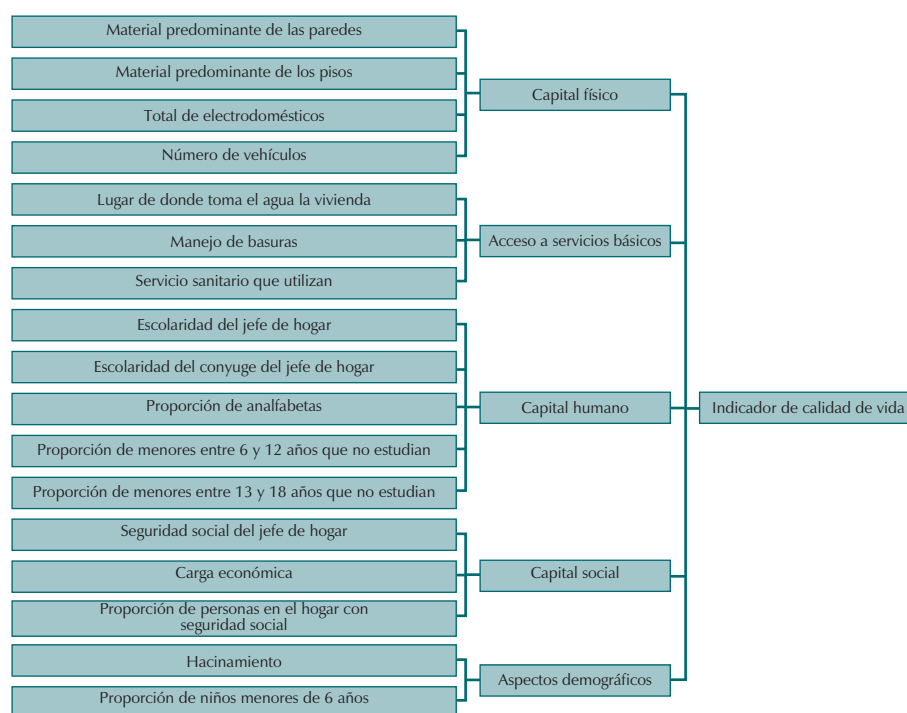 Material predominante de las paredes
Material predominante de los pisos
Total de electrodomésticos
Número de vehículos
Capital físico
Lugar de donde toma el agua la vivienda
Manejo de basuras
Servicio sanitario que utilizan
Acceso a servicios básicos
Escolaridad del jefe de hogar
Escolaridad del conyuge del jefe de hogar
Proporción de analfabetas
Proporción de menores entre 6 y 12 años que no estudian
Proporción de menores entre 13 y 18 años que no estudian
Capital humano
Seguridad social del jefe de hogar
Carga económica
Proporción de personas en el hogar con
seguridad social
Capital social
Hacinamiento
Proporción de niños menores de 6 años
Aspectos demográficos
Indicador de calidad de vida